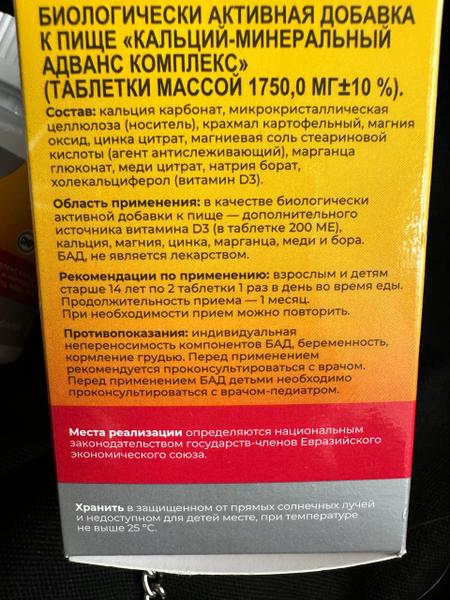 БИОЛОГИЧЕСКИ АКТИВНАЯ ДОБАВКА
К ПИЩЕ «КАЛЬЦИЙ-МИНЕРАЛЬНЫЙ
АДВАНС КОМПЛЕКС»
(ТАБЛЕТКИ МАССОЙ 1750,0 МГ±10 %).
Состав: кальция карбонат, микрокристаллическая
целлюлоза (носитель), крахмал картофельный, магния
оксид, цинка цитрат, магниевая соль стеариновой
кислоты (агент антислеживающий), марганца
глюконат, меди цитрат, натрия борат,
холекальциферол (витамин D3).
Область применения: в качестве биологически
активной добавки к пище — дополнительного
источника витамина D3 (в таблетке 200 МЕ),
кальция, магния, цинка, марганца, меди и бора.
БАД, не является лекарством.
Рекомендации по применению: взрослым и детям
старше 14 лет по 2 таблетки 1 раз в день во время еды.
Продолжительность приема — 1 месяц.
При необходимости прием можно повторить.
Противопоказания: индивидуальная
непереносимость компонентов БАД, беременность,
кормление грудью. Перед применением
рекомендуется проконсультироваться с врачом.
Перед применением БАД детьми необходимо
проконсультироваться с врачом-педиатром.
Места реализации определяются национальным
законодательством государств-членов Евразийского
экономического союза.
Хранить в защищенном от прямых солнечных лучей
и недоступном для детей месте, при температуре
не выше 25 °C.